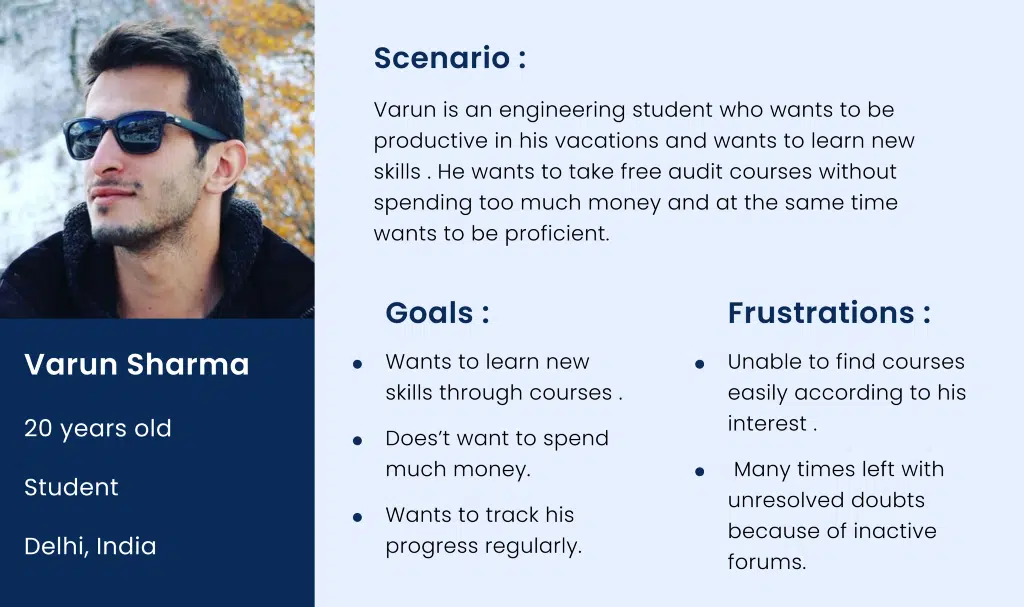 Scenario :
Varun is an engineering student who wants to be
productive in his vacations and wants to learn new
skills . He wants to take free audit courses without
spending too much money and at the same time
wants to be proficient.
Varun Sharma
20 years old
Student
Delhi, India
Goals :
Wants to learn new
skills through courses .
Does’t want to spend
much money.
Wants to track his
progress regularly.
Frustrations :
Unable to find courses
easily according to his
interest .
Many times left with
unresolved doubts
because of inactive
forums.